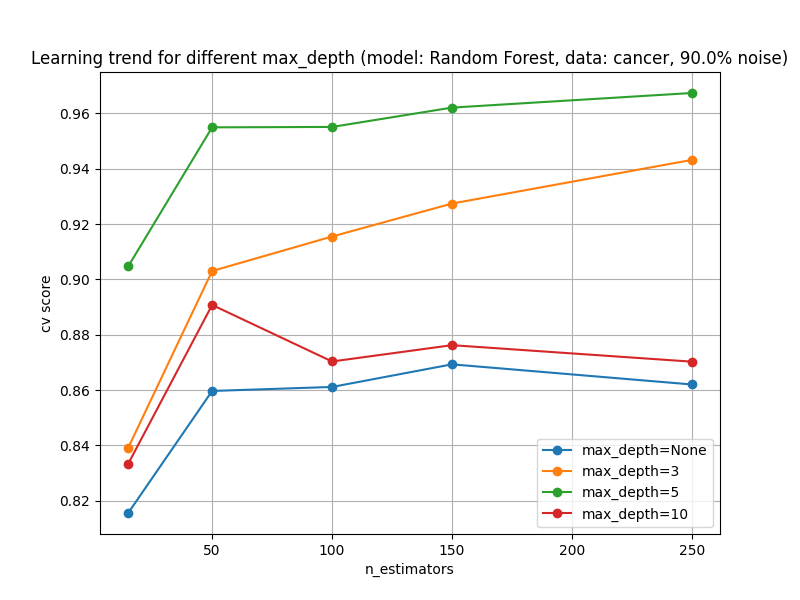 Learning trend for different max_depth (model: Random Forest, data: cancer, 90.0% noise)
cv score
0.96
0.94
0.92
0.90
0.88
0.86
0.84
0.82
max_depth=None
max_depth=3
max_depth=5
max_depth=10
50 100 150 200 250
n_estimators